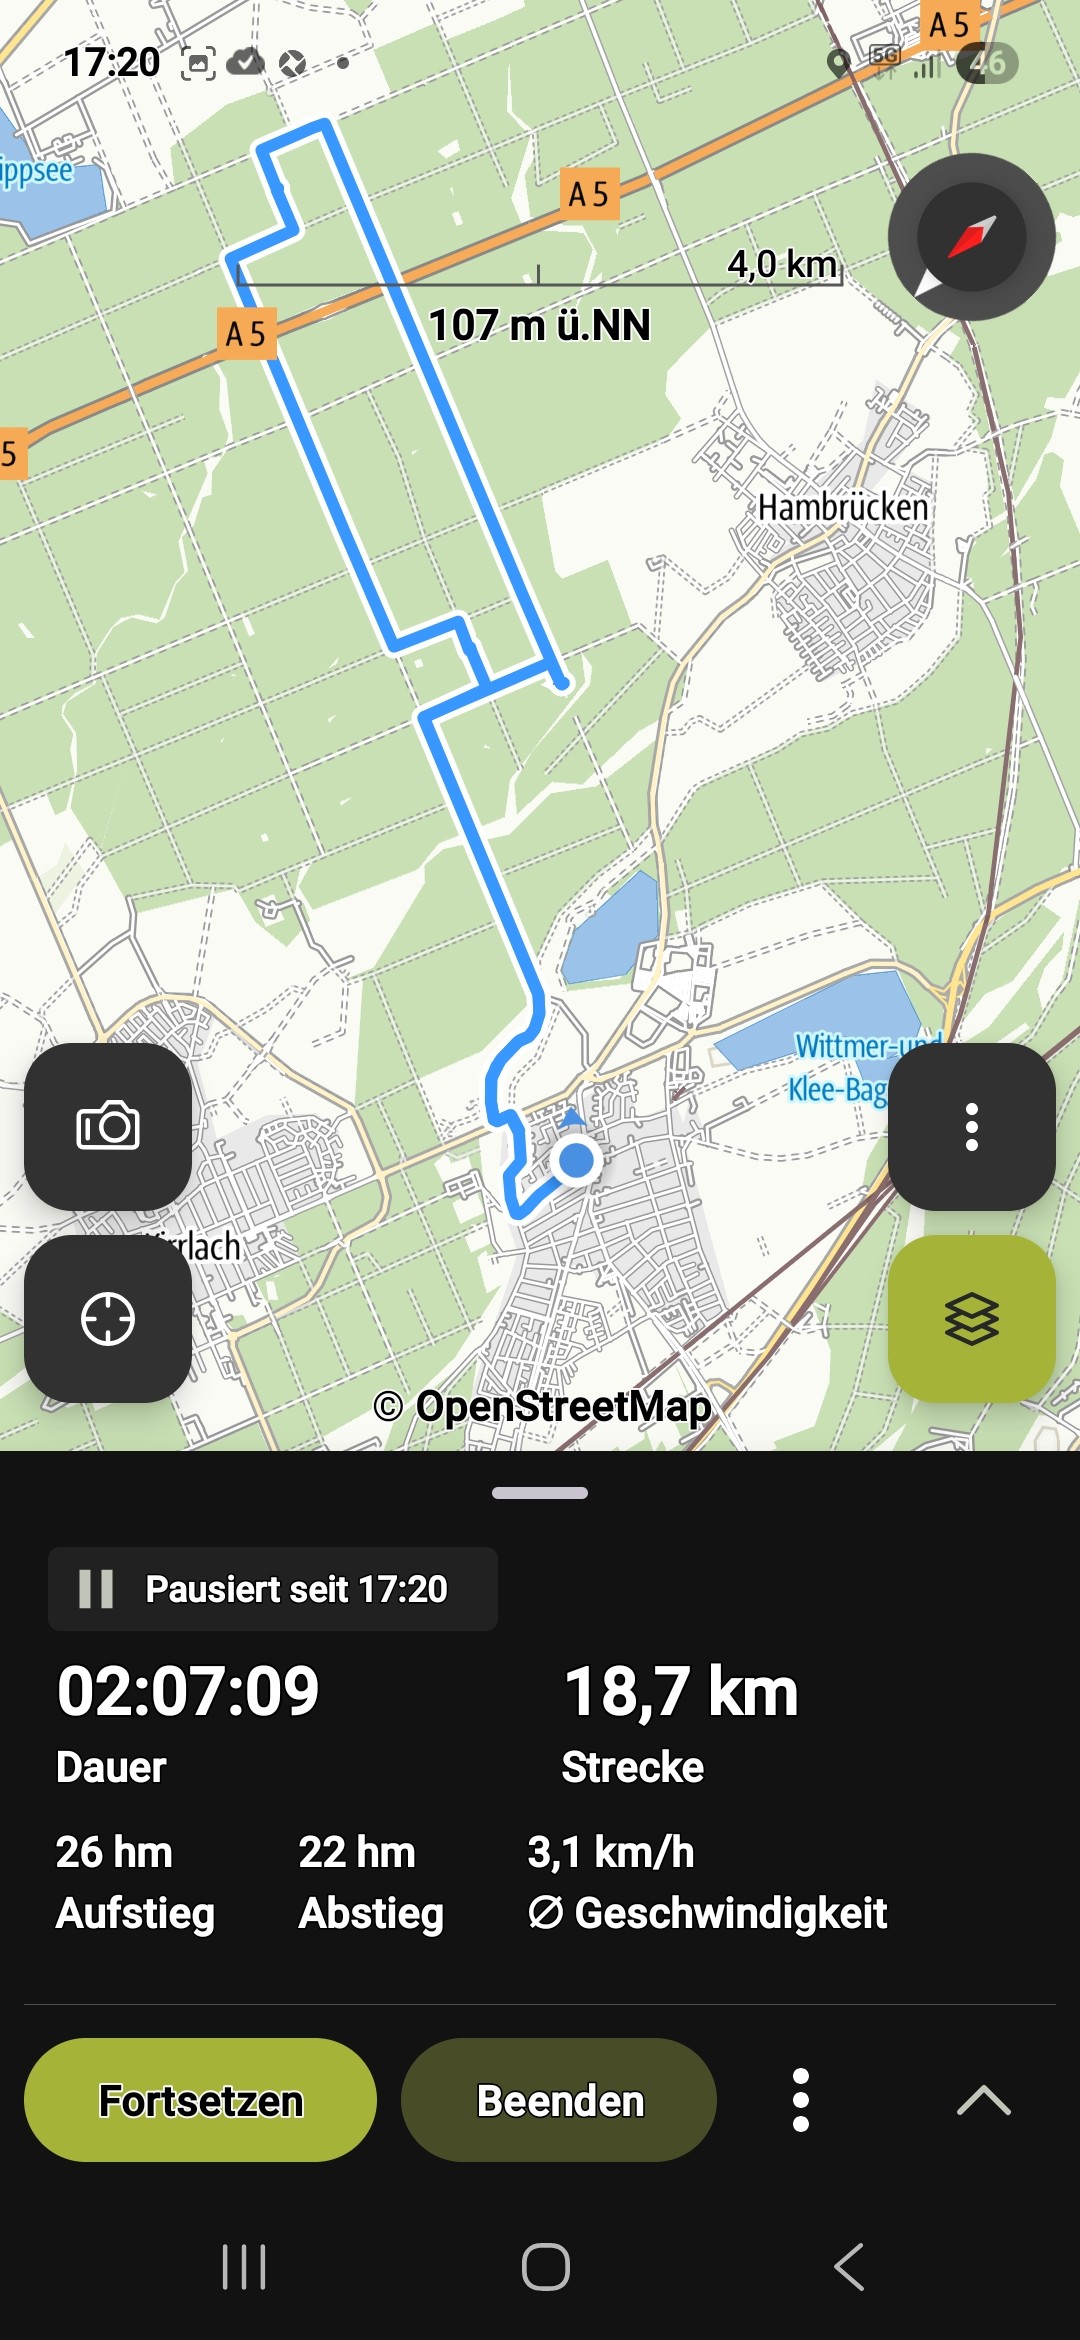 17:20
5G
46
A 5
ippsee
A 5
4,0 km
A 5
107 m ü.NN
5
Hambrücken
Wittmer-und
Klee-Bag
rrlach
© OpenStreetMap
Pausiert seit 17:20
02:07:09
18,7 km
Dauer
Strecke
26 hm
22 hm
3,1 km/h
Aufstieg
Abstieg
Ø Geschwindigkeit
Fortsetzen
Beenden